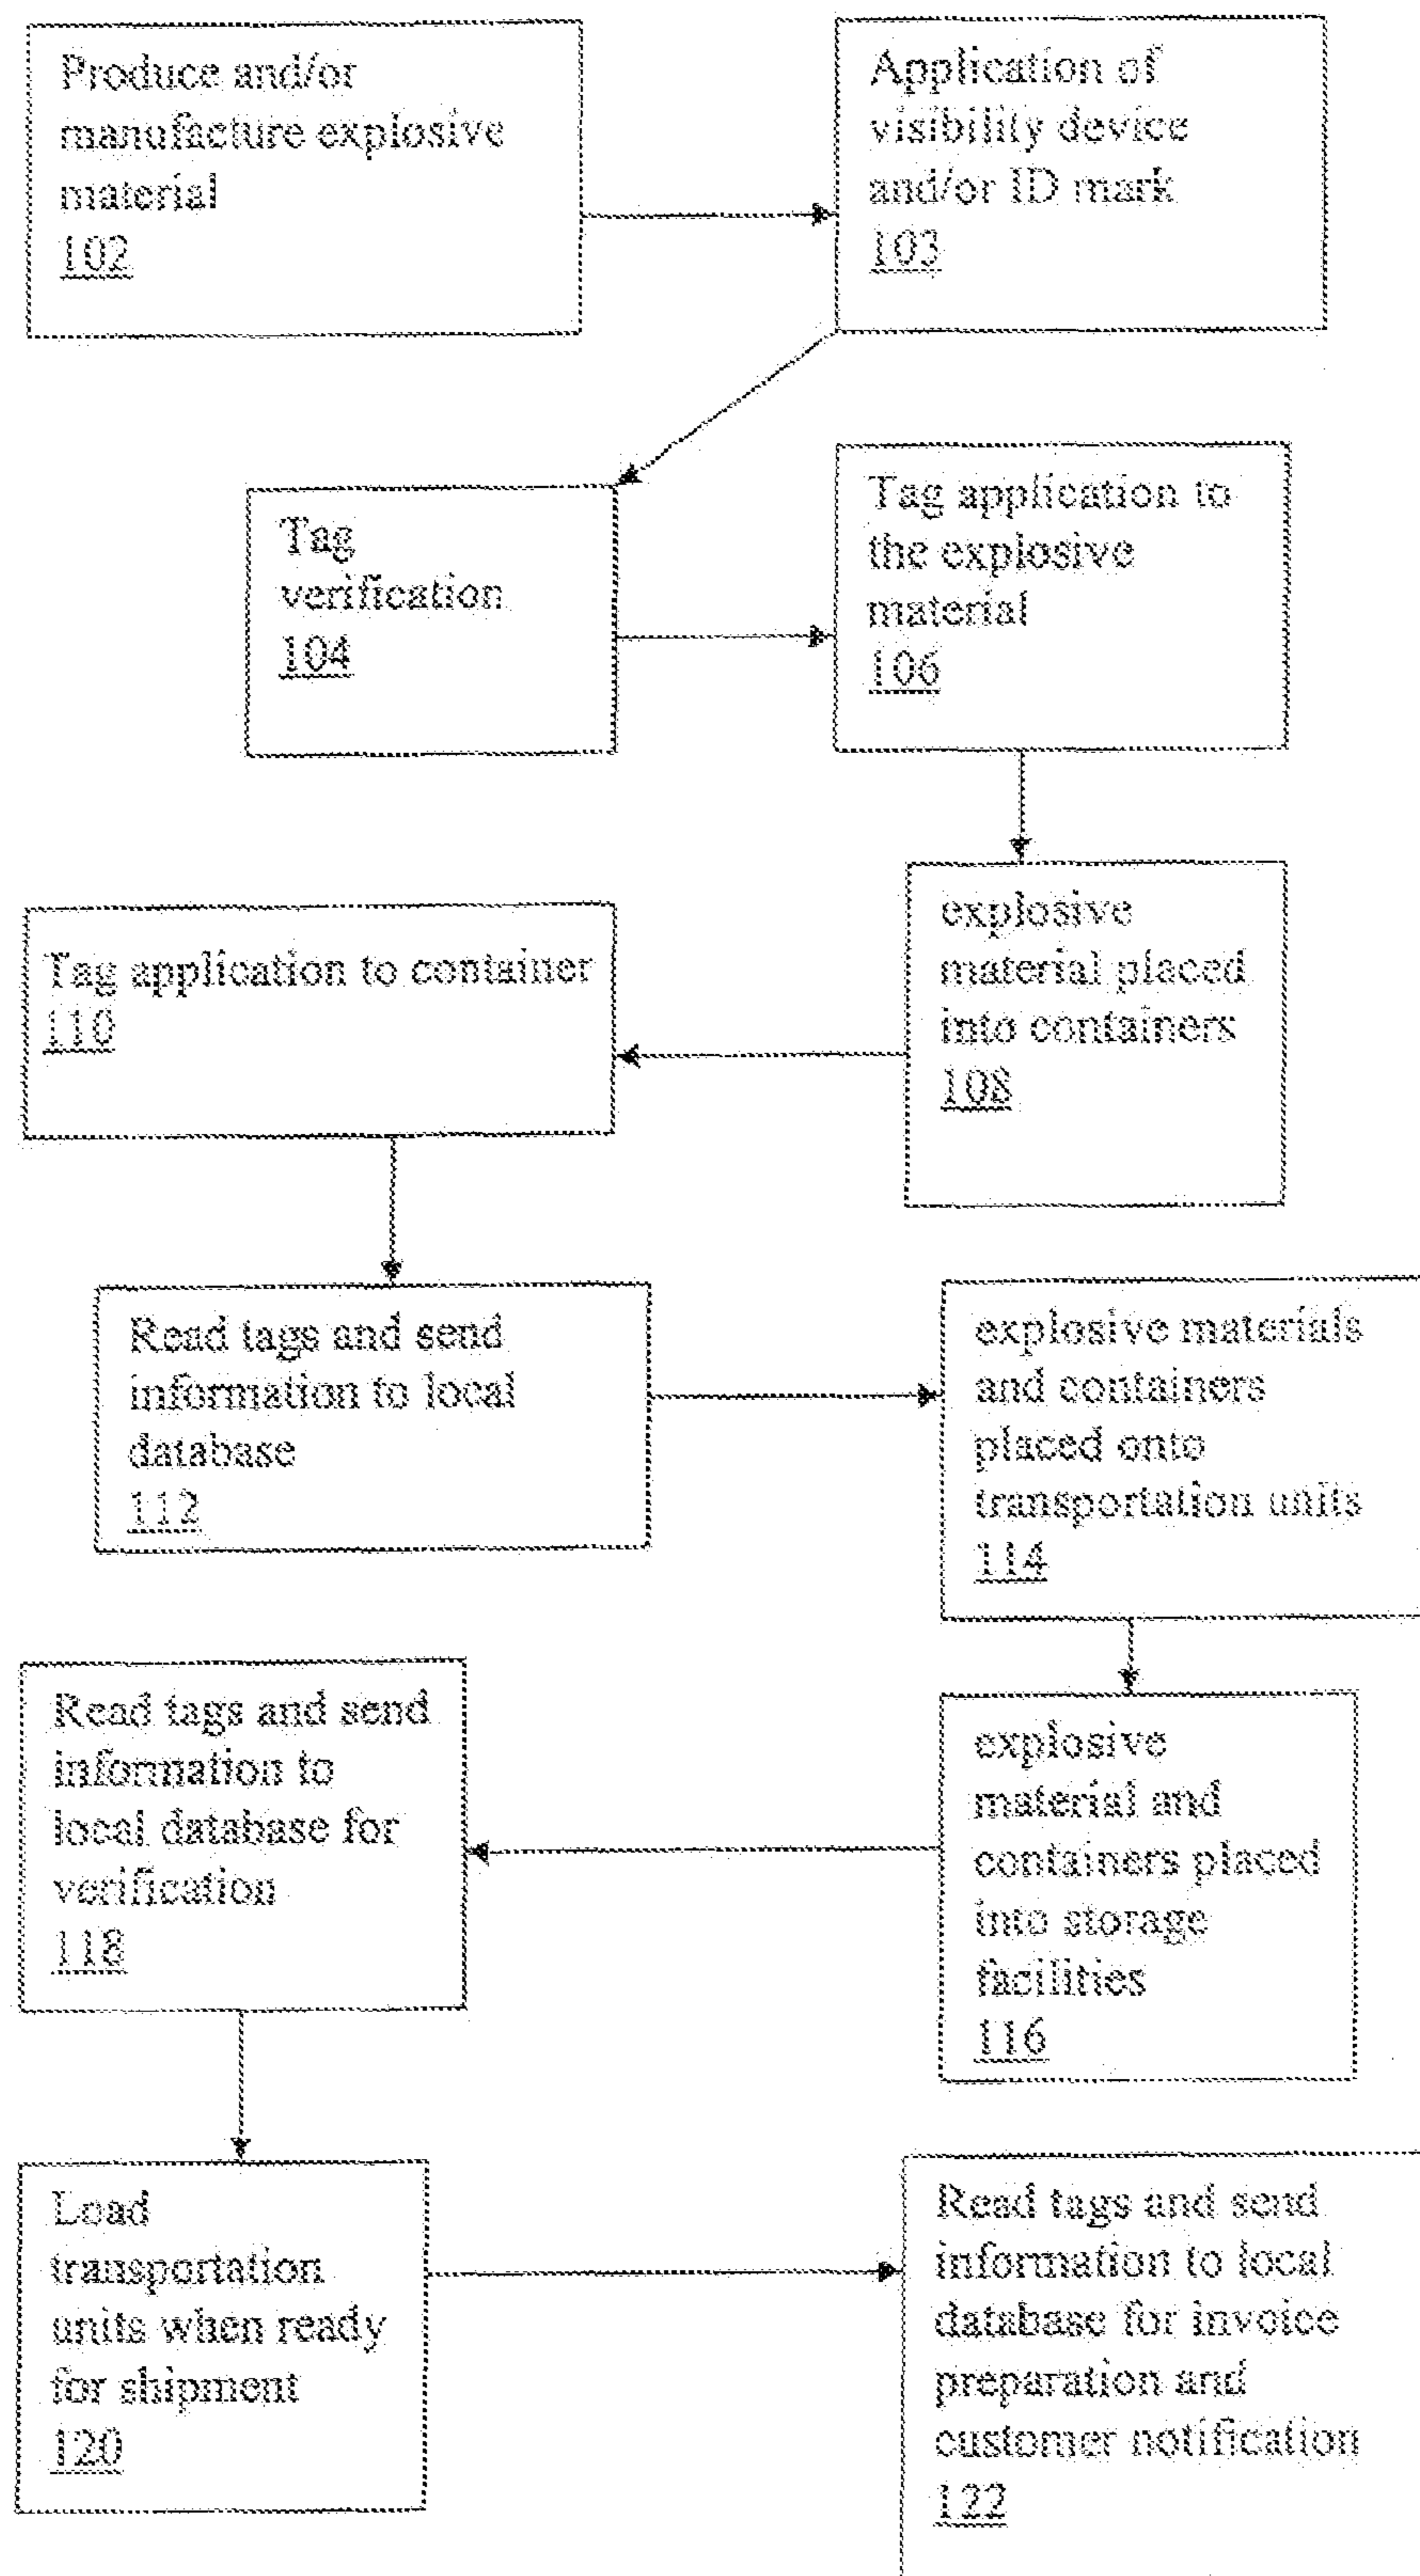 Produce and/or
manufacture explosive
material
102
Application of
visibility device
and/or ID mark
103
Tag
verification
104
Tag application to
the explosive
material
106
explosive
material placed
into containers
108
Tag application to container
110
Read tags and send
information to local
database
112
explosive materials
and containers
placed onto
transportation units
114
explosive
material and
containers placed
into storage
facilities
116
Read tags and send
information to
local database for
verification
118
Load
transportation
units when ready
for shipment
120
Read tags and send
information to local
database for invoice
preparation and
customer notification
122